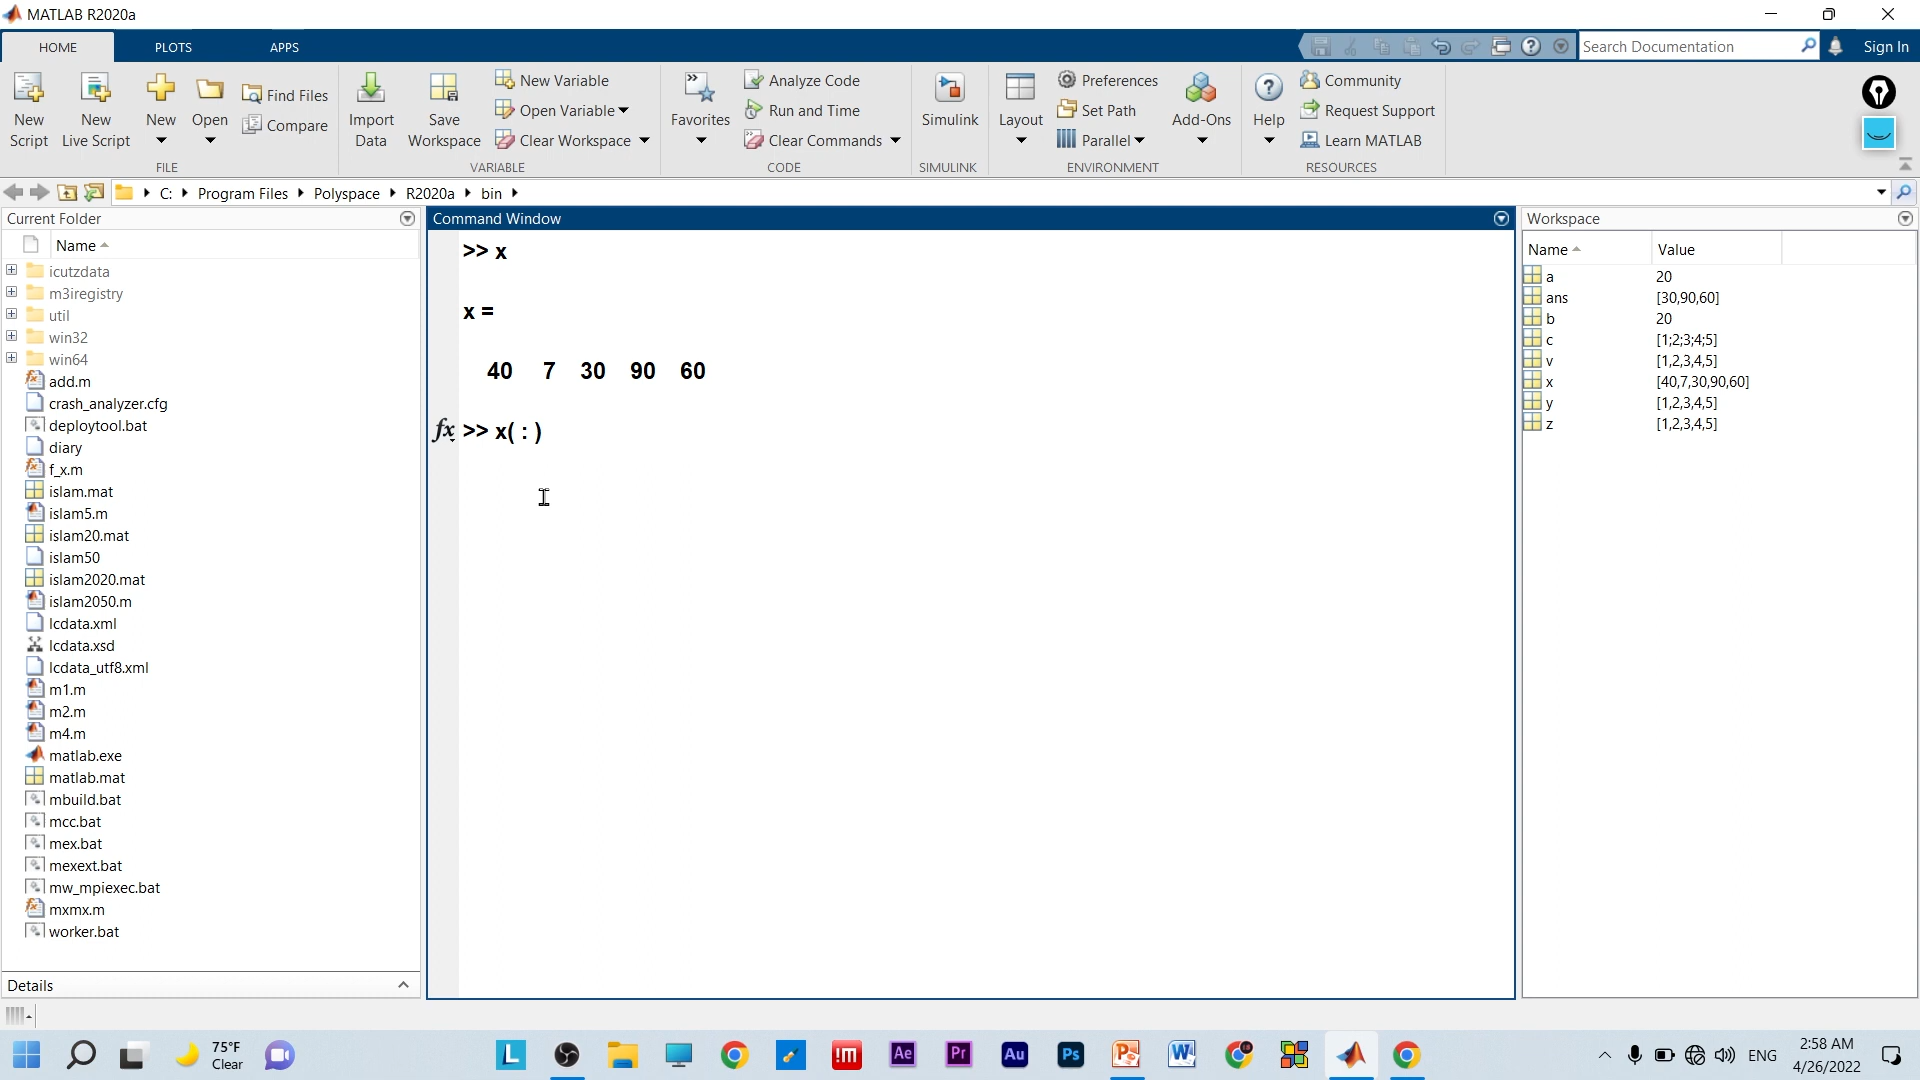 MATLAB R2020a
HOME
PLOTS
APPS
Search Documentation
Sign In
New Script
New Live Script
New
Open
Find Files
Compare
FILE
Import Data
Save Workspace
New Variable
Open Variable
Clear Workspace
VARIABLE
Favorites
Analyze Code
Run and Time
Clear Commands
CODE
Simulink
SIMULINK
Layout
Preferences
Set Path
Parallel
Add-Ons
ENVIRONMENT
Help
Community
Request Support
Learn MATLAB
RESOURCES
C: Program Files Polyspace R2020a bin
Current Folder
Name
icutzdata
m3iregistry
util
win32
win64
add.m
crash_analyzer.cfg
deploytool.bat
diary
f_x.m
islam.mat
islam5.m
islam20.mat
islam50
islam2020.mat
islam2050.m
lcdata.xml
lcdata.xsd
lcdata_utf8.xml
m1.m
m2.m
m4.m
matlab.exe
matlab.mat
mbuild.bat
mcc.bat
mex.bat
mexext.bat
mw_mpiexec.bat
mxmx.m
worker.bat
Details
Command Window
>> x
x =
40 7 30 90 60
fx >> x( : )
Workspace
Name Value
a 20
ans [30,90,60]
b 20
c [1;2;3;4;5]
v [1,2,3,4,5]
x [40,7,30,90,60]
y [1,2,3,4,5]
z [1,2,3,4,5]
75°F
Clear
L
!m
Ae
Pr
Au
Ps
P
W
ENG
2:58 AM
4/26/2022